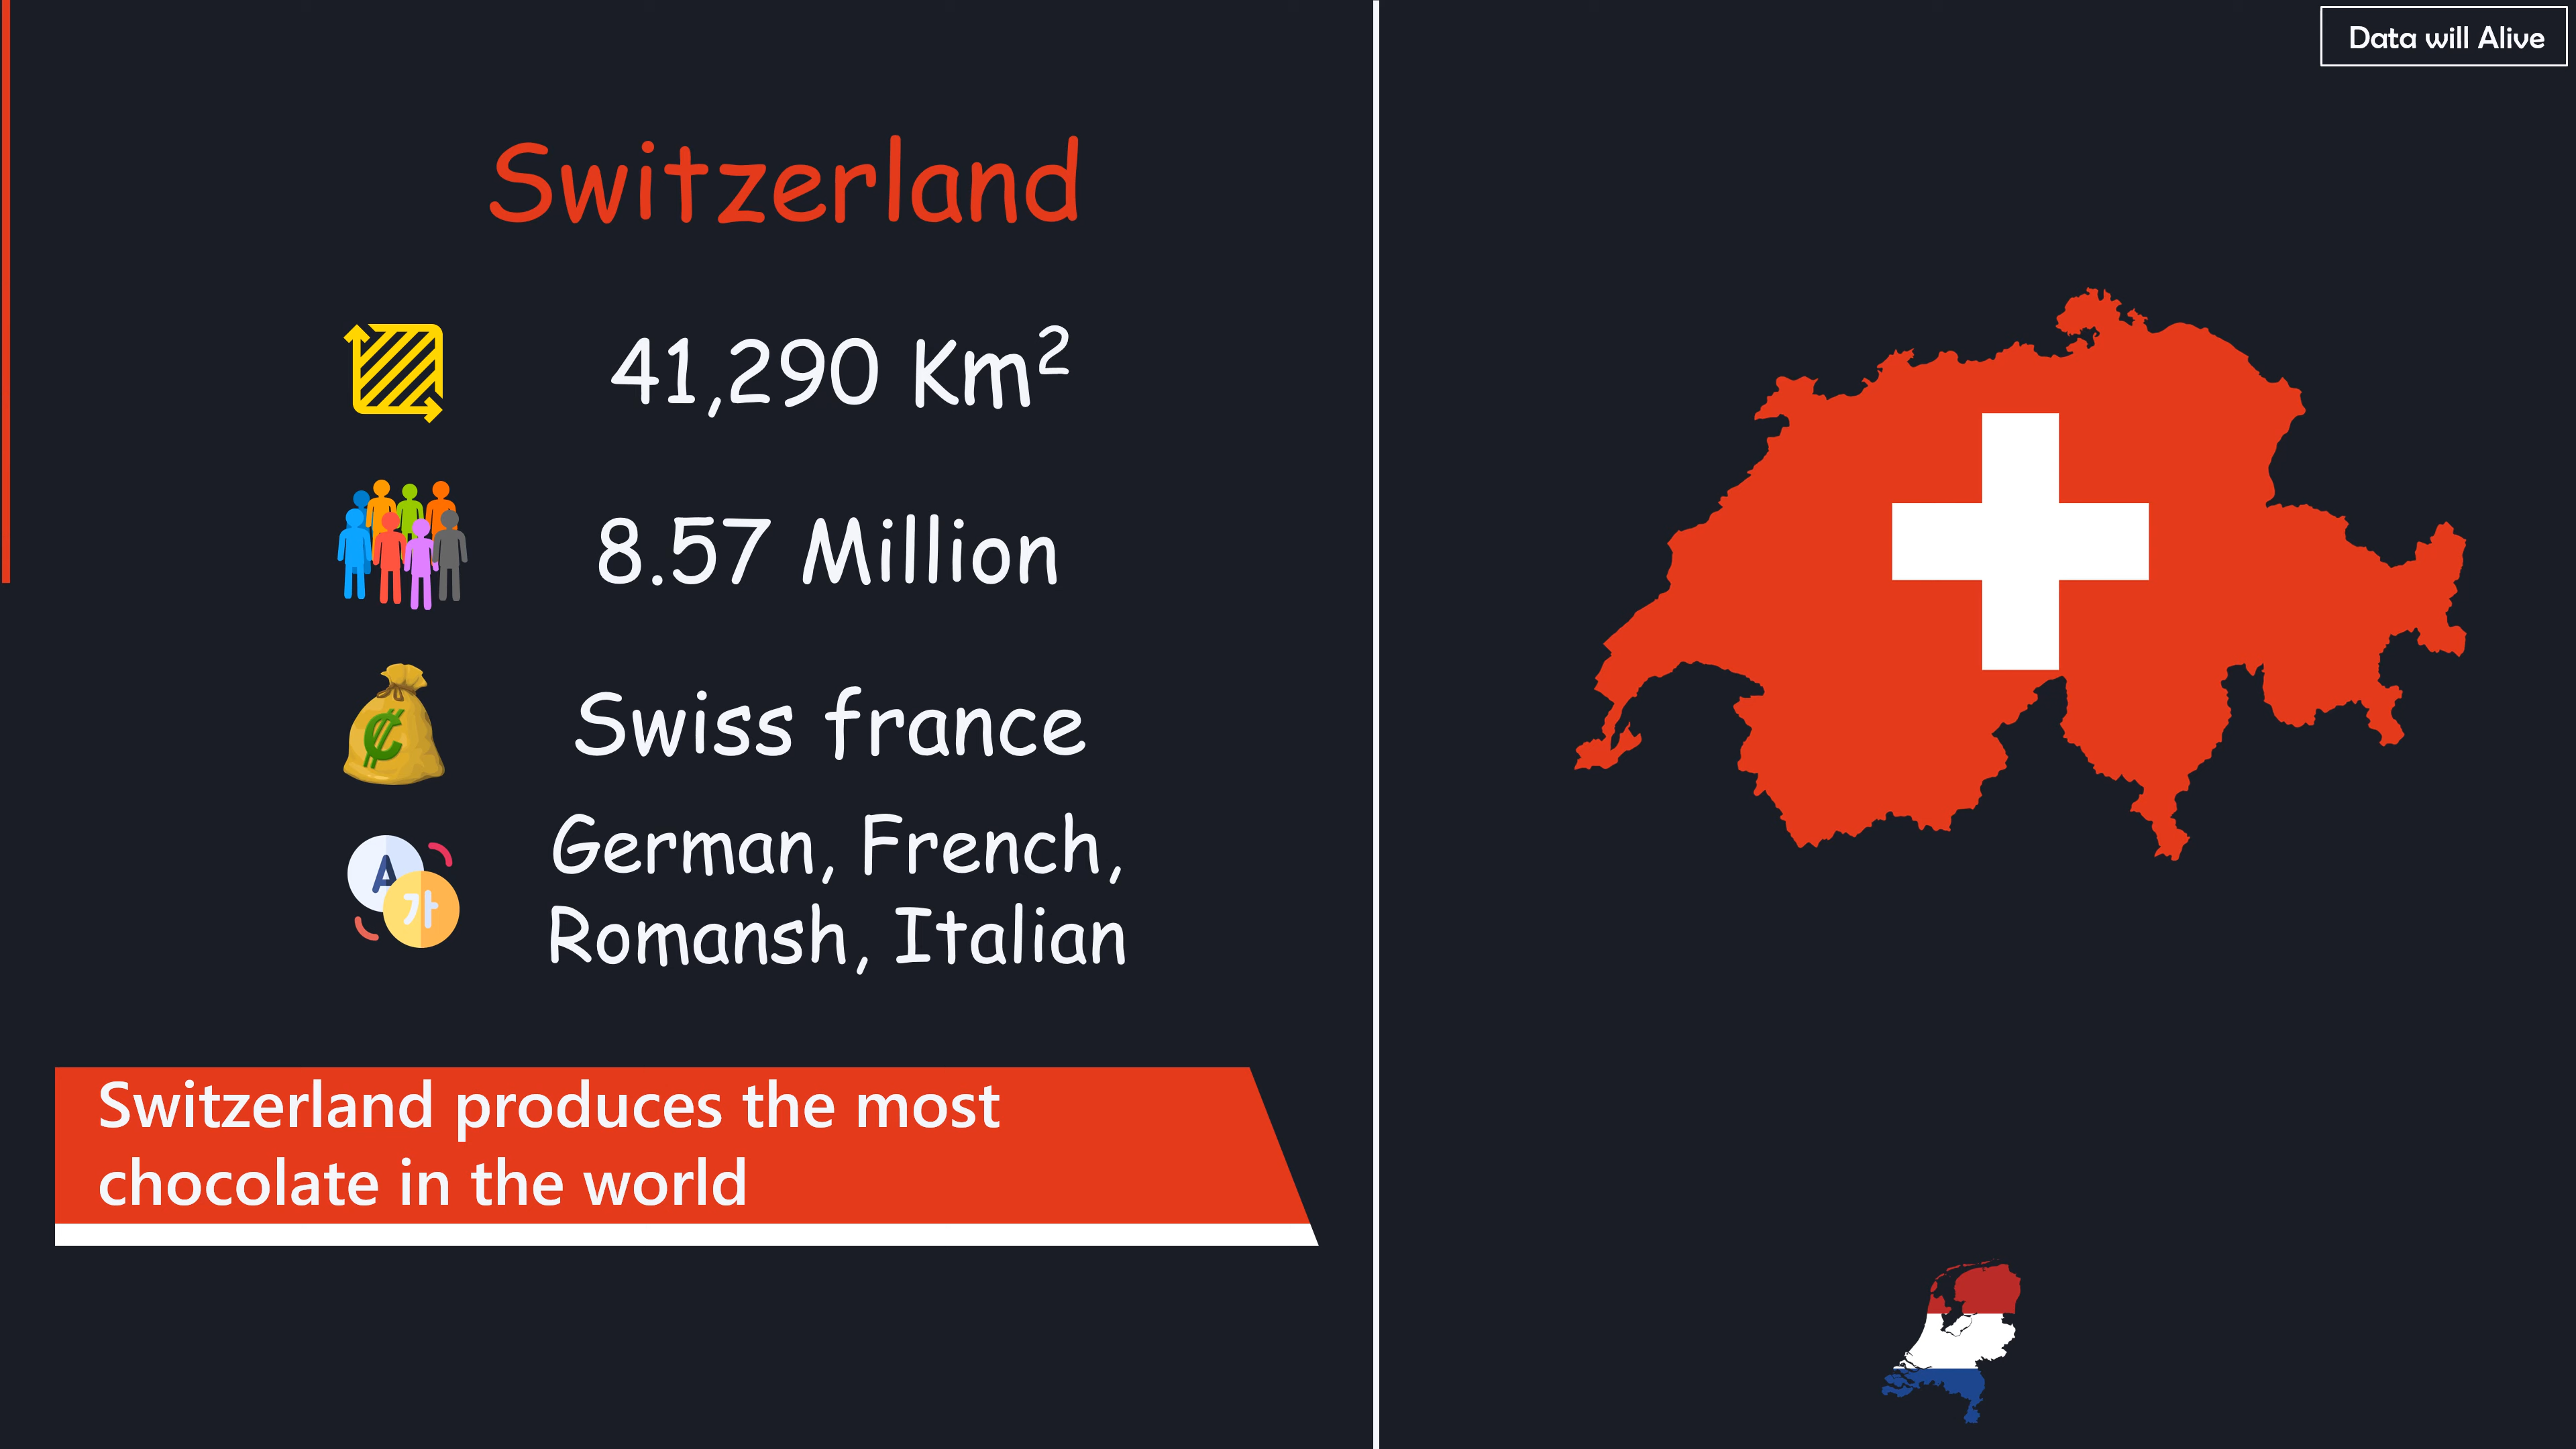 Data will Alive
Switzerland
41,290 Km²
8.57 Million
Swiss france
₡
A
가
German, French,
Romansh, Italian
Switzerland produces the most
chocolate in the world